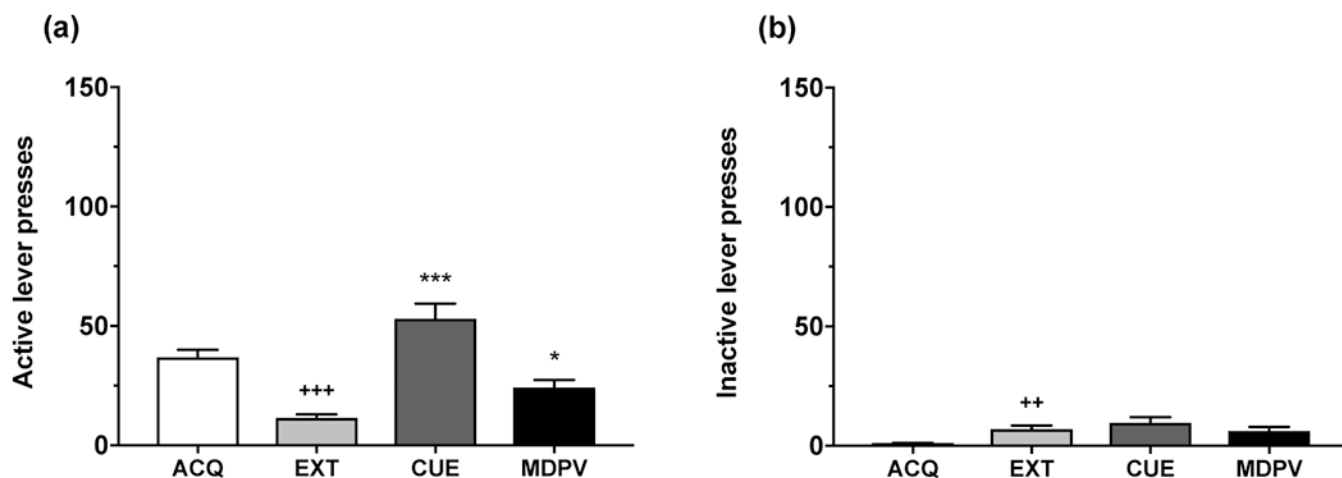 (a)
Active lever presses
150
100
50
0
***
*
+++
ACQ EXT CUE MDPV
(b)
Inactive lever presses
150
100
50
0
++
ACQ EXT CUE MDPV